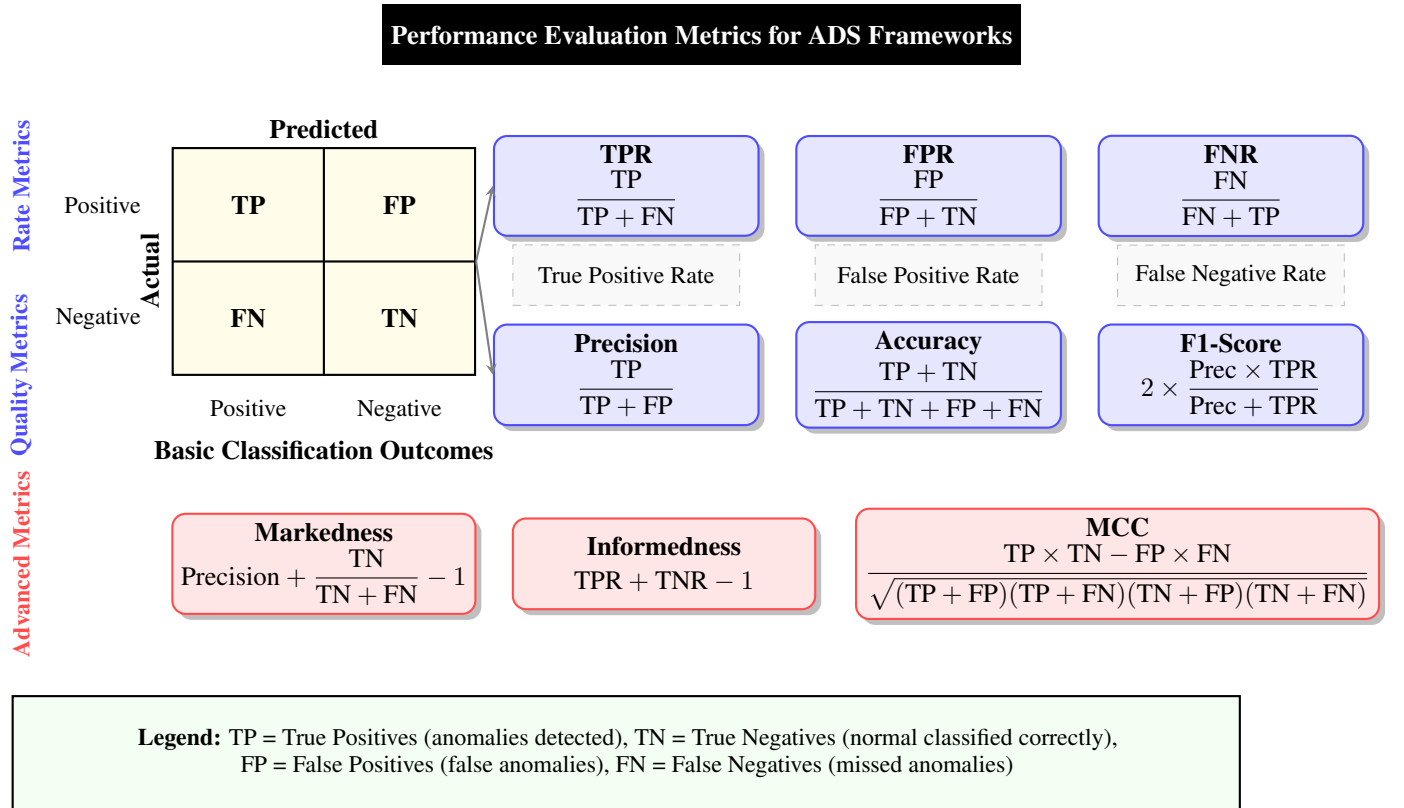 Performance Evaluation Metrics for ADS Frameworks
Rate Metrics
Quality Metrics
Advanced Metrics
Predicted
Actual
Positive
Negative
TP
FP
FN
TN
Positive
Negative
Basic Classification Outcomes
TPR
TP
TP + FN
True Positive Rate
FPR
FP
FP + TN
False Positive Rate
FNR
FN
FN + TP
False Negative Rate
Precision
TP
TP + FP
Accuracy
TP + TN
TP + TN + FP + FN
F1-Score
2 × Prec × TPR
Prec + TPR
Markedness
Precision + TN − 1
TN + FN
Informedness
TPR + TNR − 1
MCC
TP × TN − FP × FN
√(TP + FP)(TP + FN)(TN + FP)(TN + FN)
Legend: TP = True Positives (anomalies detected), TN = True Negatives (normal classified correctly),
FP = False Positives (false anomalies), FN = False Negatives (missed anomalies)